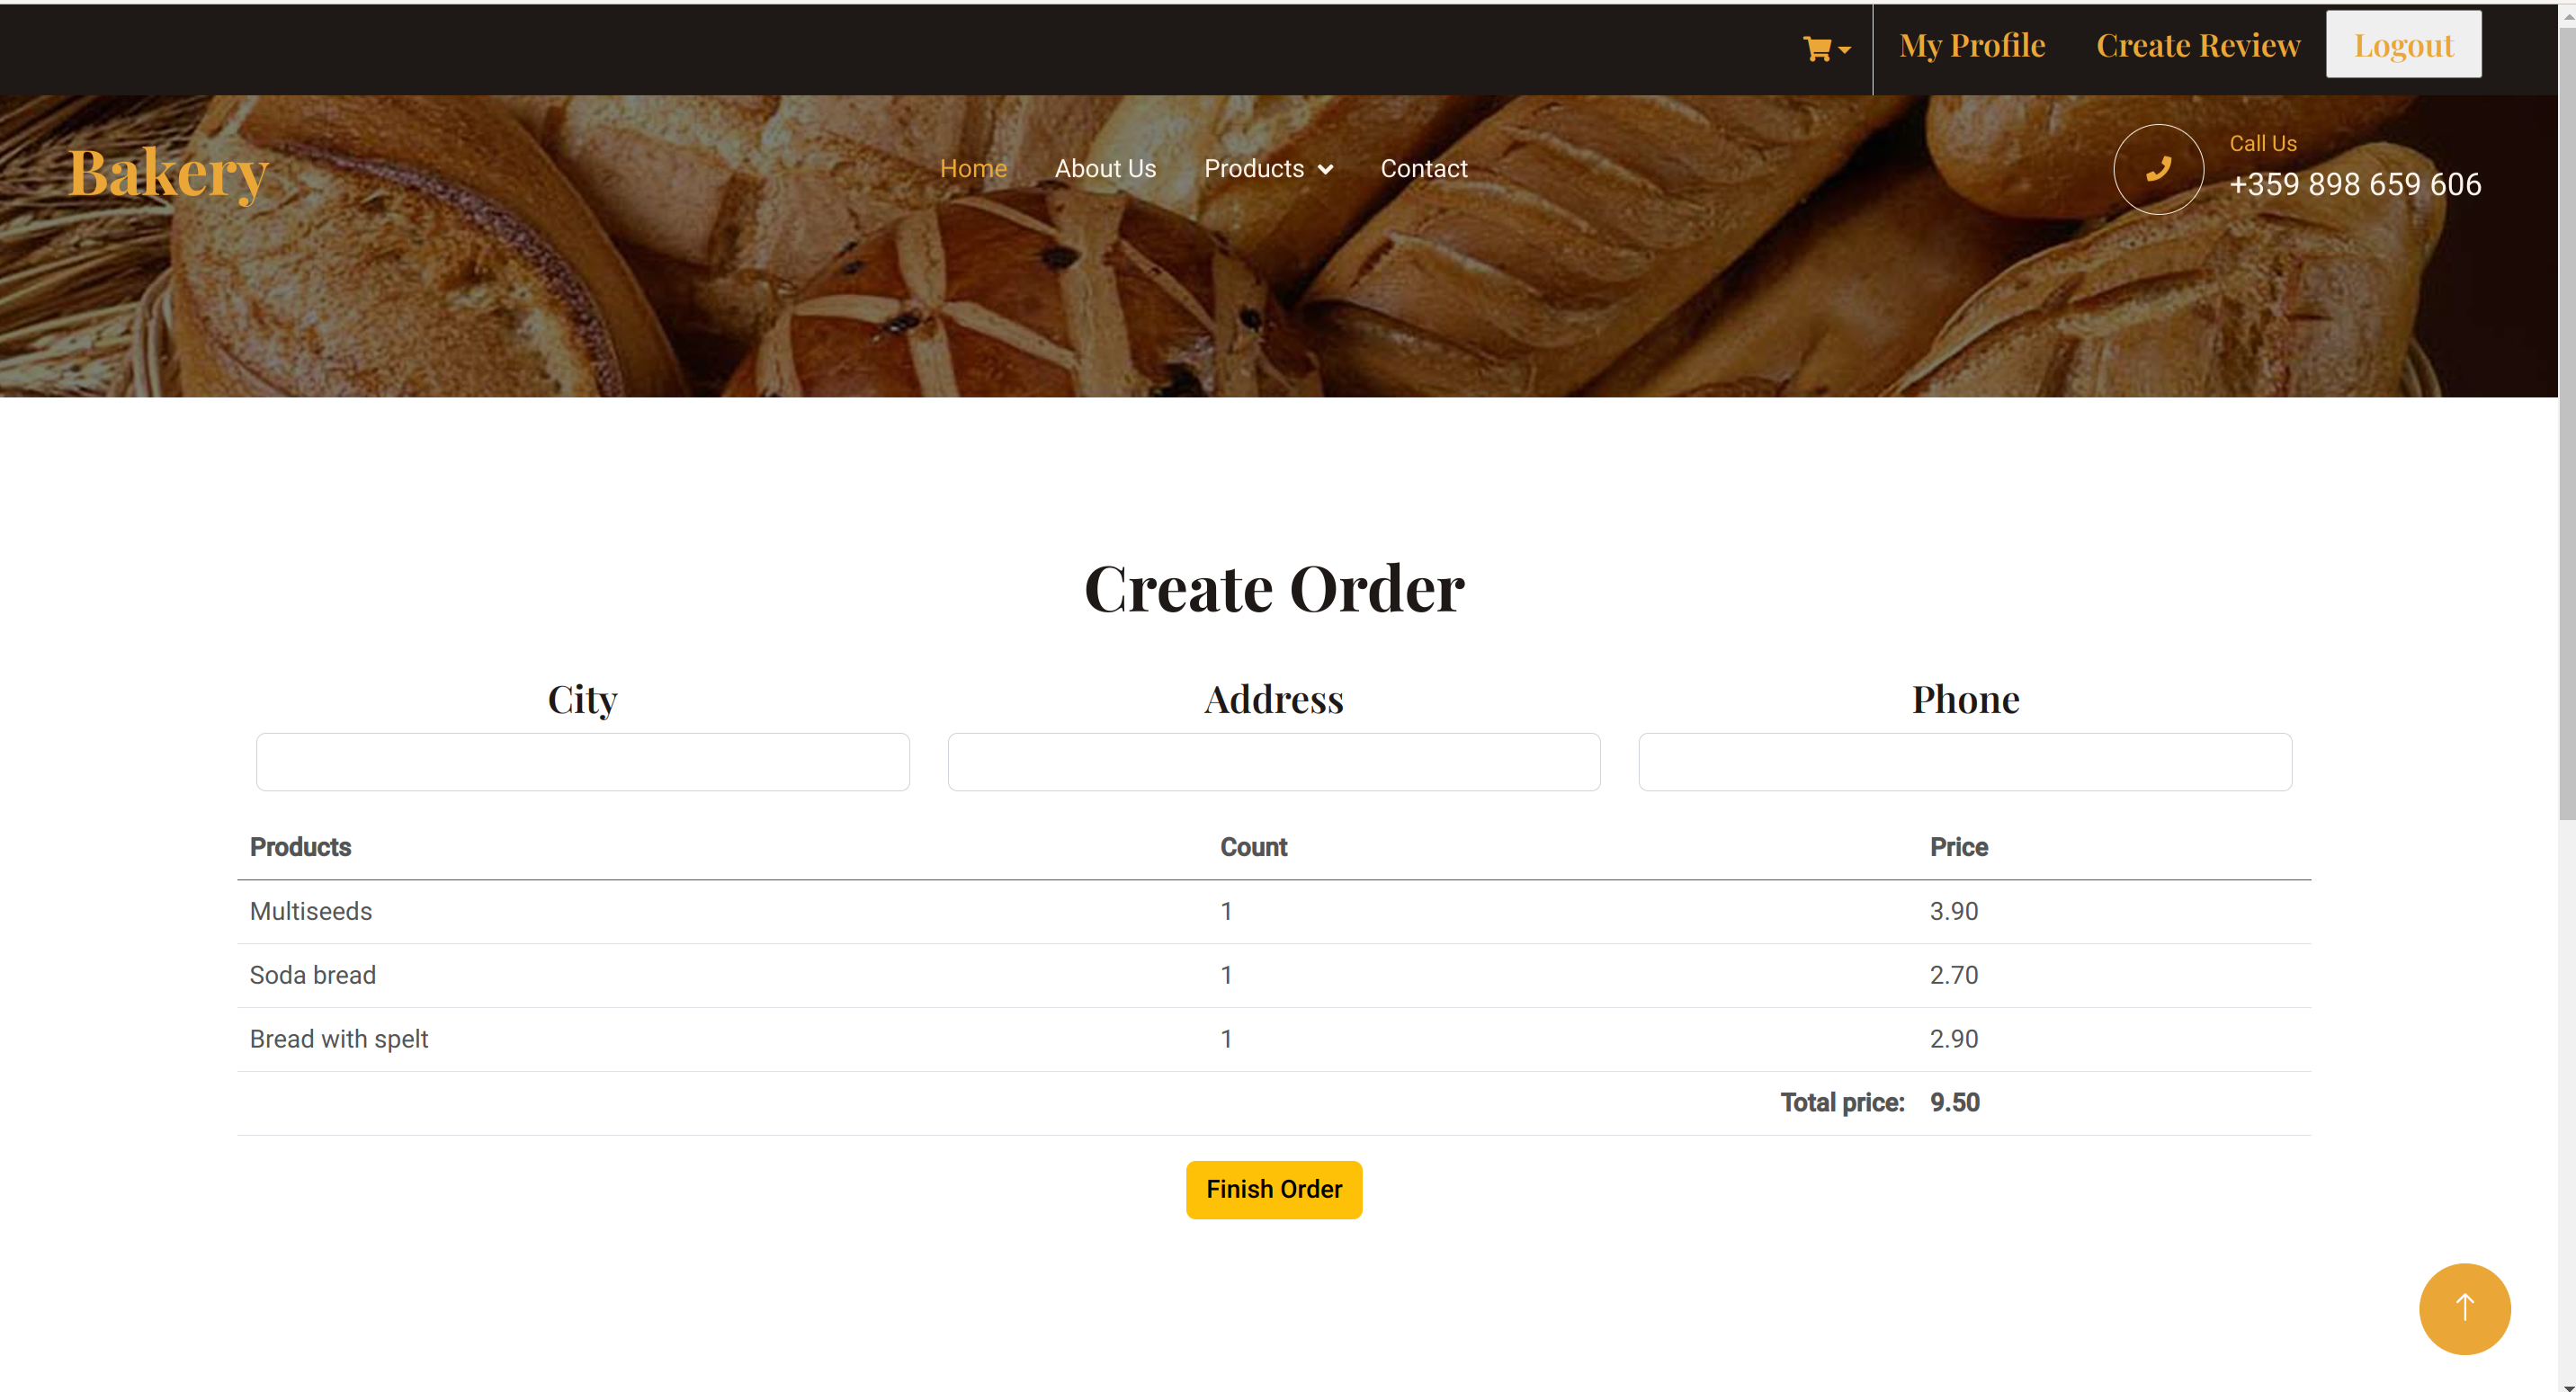 My Profile Create Review Logout
Bakery Home About Us Products Contact Call Us
+359 898 659 606
Create Order
City Address Phone
Products Count Price
Multiseeds 1 3.90
Soda bread 1 2.70
Bread with spelt 1 2.90
Total price: 9.50
Finish Order